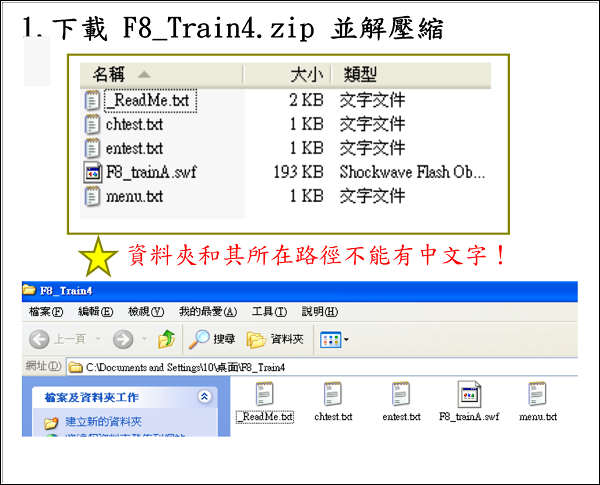 1.下載 F8_Train4.zip 並解壓縮
名稱 大小 類型
_ReadMe.txt 2 KB 文字文件
chtest.txt 1 KB 文字文件
entest.txt 1 KB 文字文件
F8_trainA.swf 193 KB Shockwave Flash Ob...
menu.txt 1 KB 文字文件
資料夾和其所在路徑不能有中文字！
F8_Train4
檔案(F) 編輯(E) 檢視(V) 我的最愛(A) 工具(T) 說明(H)
上一頁 搜尋 資料夾
網址(D) C:\Documents and Settings\10\桌面\F8_Train4
檔案及資料夾工作
建立新的資料夾
_ReadMe.txt chtest.txt entest.txt F8_trainA.swf menu.txt